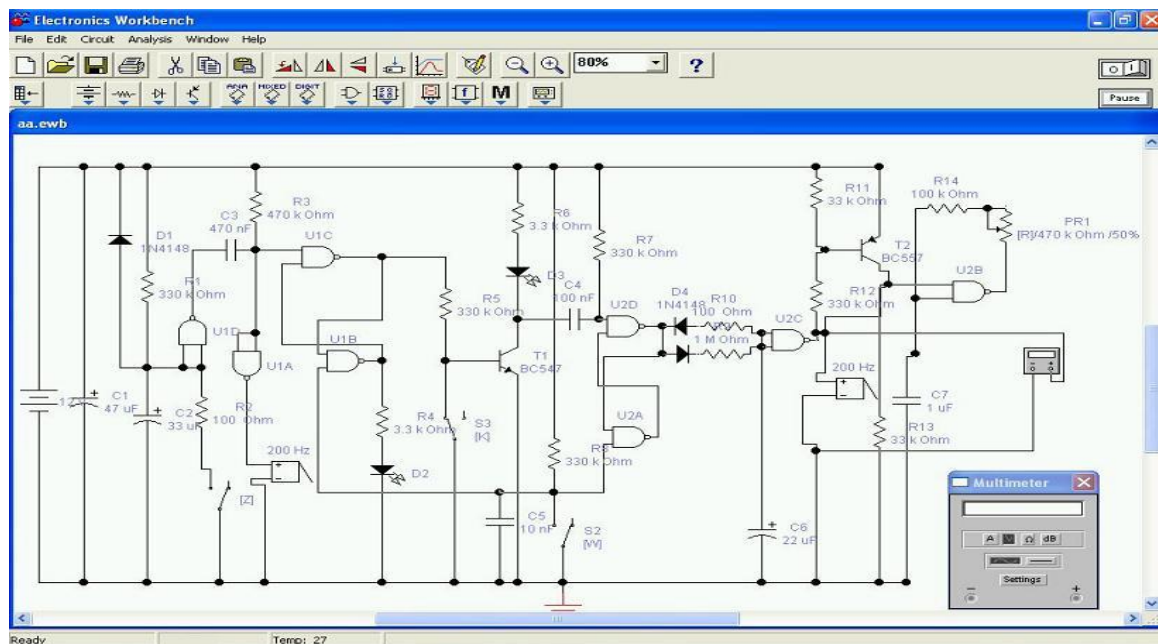 Electronics Workbench
File Edit Circuit Analysis Window Help
80%
?
ANA MIXED DIGIT
M
Pause
aa.ewb
R3
470 k Ohm
C3
470 nF
U1C
D1
1N4148
R1
330 k Ohm
U1D
U1A
U1B
R5
330 k Ohm
R6
3.3 k Ohm
D3
C4
100 nF
R7
330 k Ohm
U2D
D4
1N4148
R10
100 Ohm
1 M Ohm
U2C
R11
33 k Ohm
T2
BC557
R12
330 k Ohm
R14
100 k Ohm
PR1
[R]/470 k Ohm /50%
U2B
T1
BC547
U2A
200 Hz
C7
1 uF
R13
33 k Ohm
C1
47 uF
C2
33 uF
R2
100 Ohm
200 Hz
R4
3.3 k Ohm
S3
[K]
D2
R8
330 k Ohm
[Z]
C5
10 nF
S2
[W]
C6
22 uF
Multimeter
A V Ω dB
Settings
Ready
Temp: 27